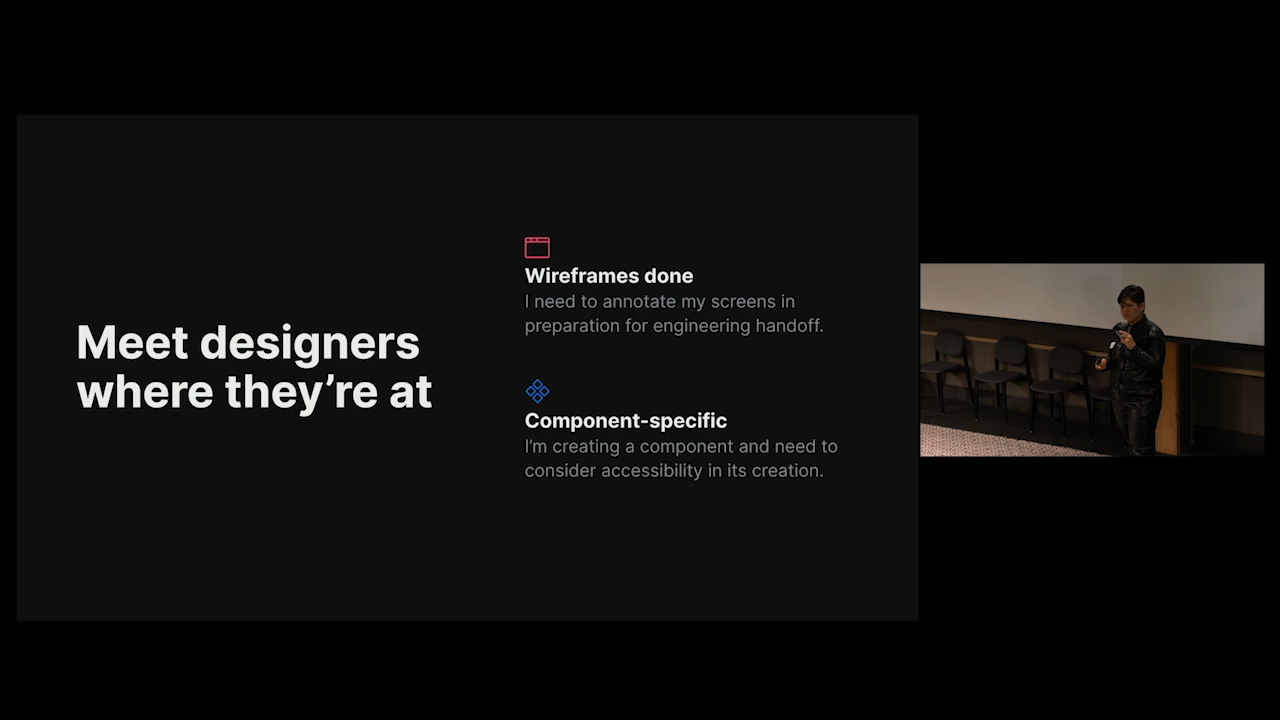 Meet designers
where they’re at
Wireframes done
I need to annotate my screens in
preparation for engineering handoff.
Component-specific
I’m creating a component and need to
consider accessibility in its creation.